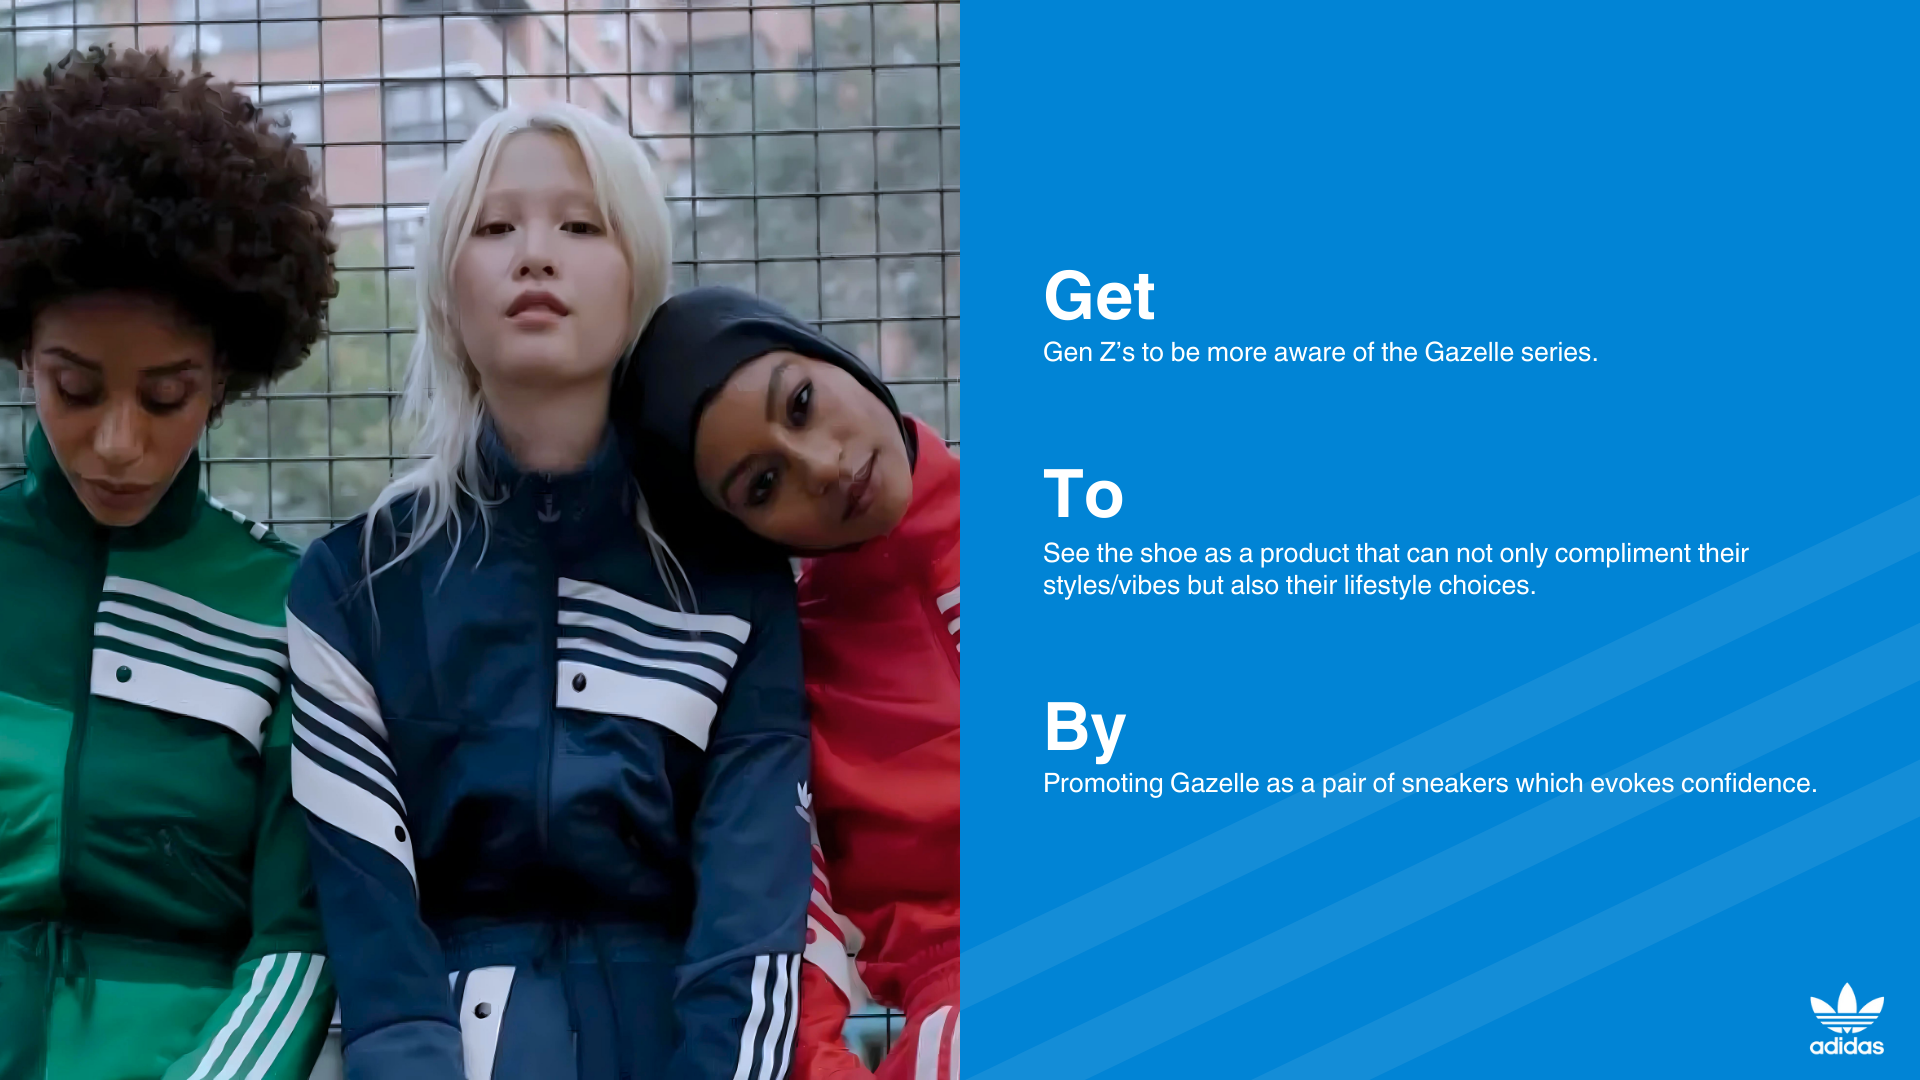 Get
Gen Z’s to be more aware of the Gazelle series.
To
See the shoe as a product that can not only compliment their
styles/vibes but also their lifestyle choices.
By
Promoting Gazelle as a pair of sneakers which evokes confidence.
adidas